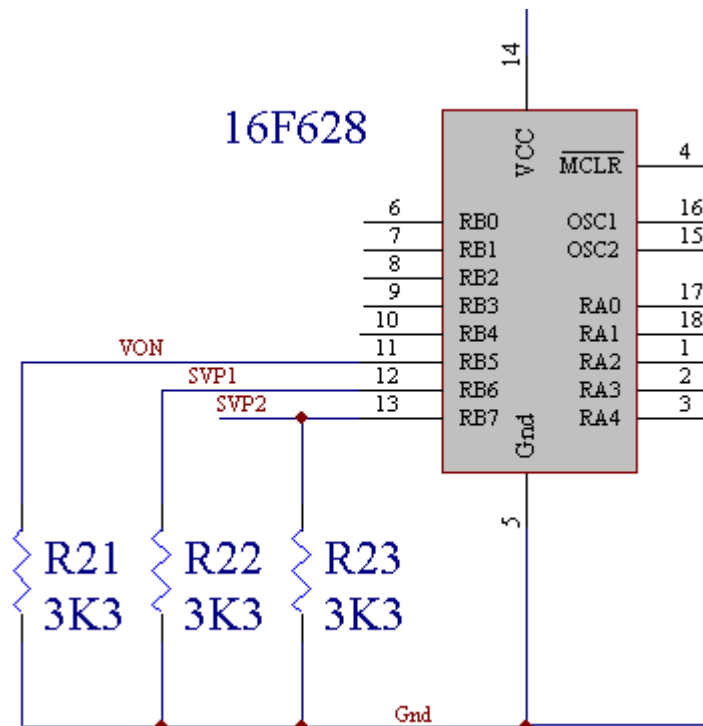 14
16F628
VCC
MCLR 4
6 RB0 OSC1 16
7 RB1 OSC2 15
8 RB2
9 RB3 RA0 17
10 RB4 RA1 18
VON 11 RB5 RA2 1
SVP1 12 RB6 RA3 2
SVP2 13 RB7 RA4 3
Gnd
5
R21 R22 R23
3K3 3K3 3K3
Gnd